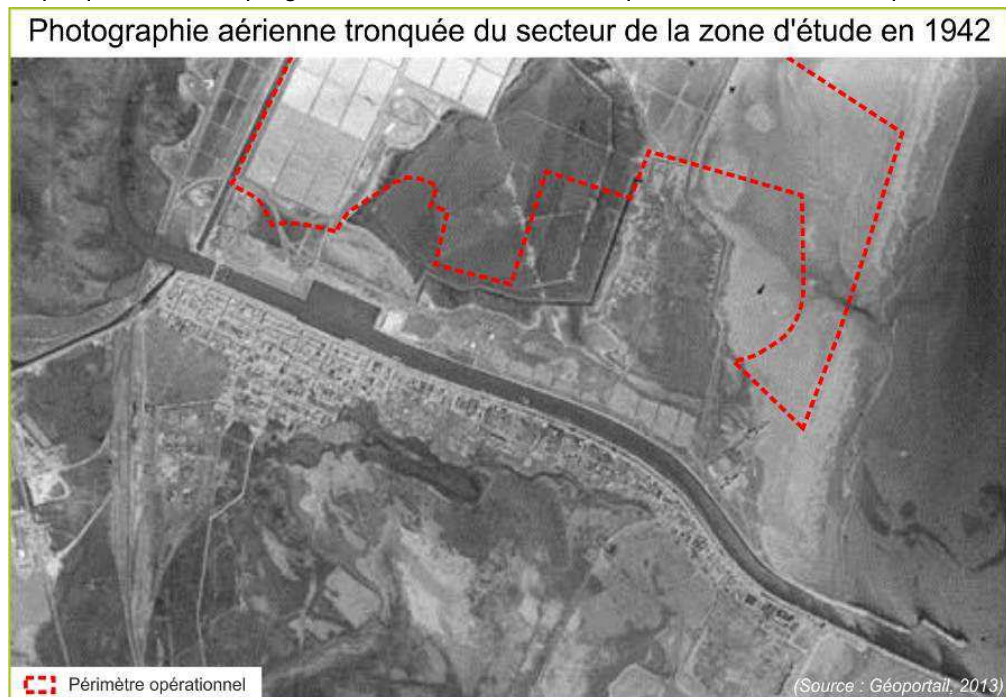 Photographie aérienne tronquée du secteur de la zone d'étude en 1942
Périmètre opérationnel
(Source : Géoportail, 2013)